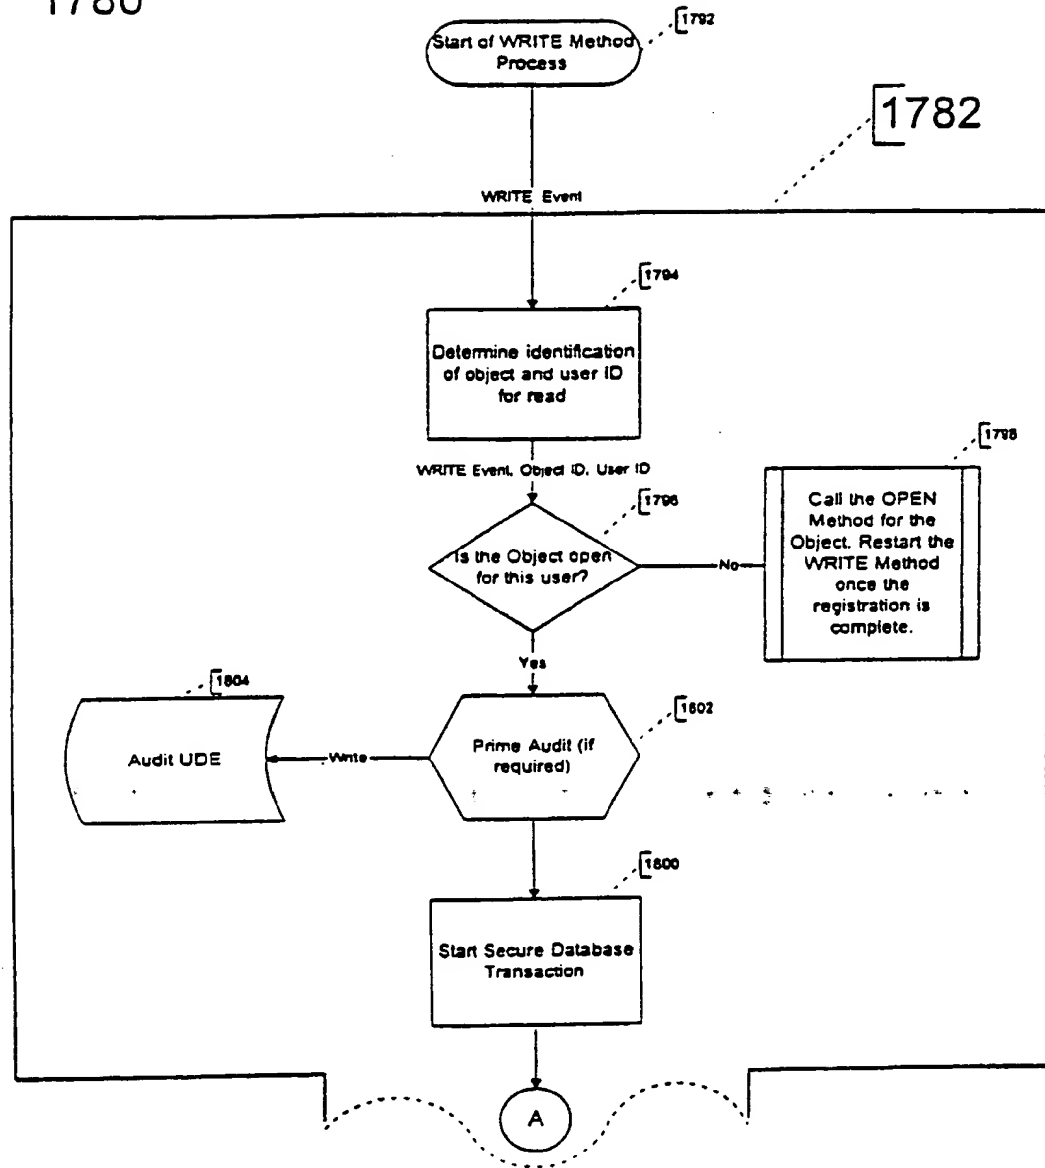 1780
1792
Start of WRITE Method
Process
1782
WRITE Event
1794
Determine identification
of object and user ID
for read
WRITE Event, Object ID, User ID
1798
1796
Is the Object open
for this user?
No
Call the OPEN
Method for the
Object. Restart the
WRITE Method
once the
registration is
complete.
Yes
1804
1802
Audit UDE
Write
Prime Audit (if
required)
1800
Start Secure Database
Transaction
A